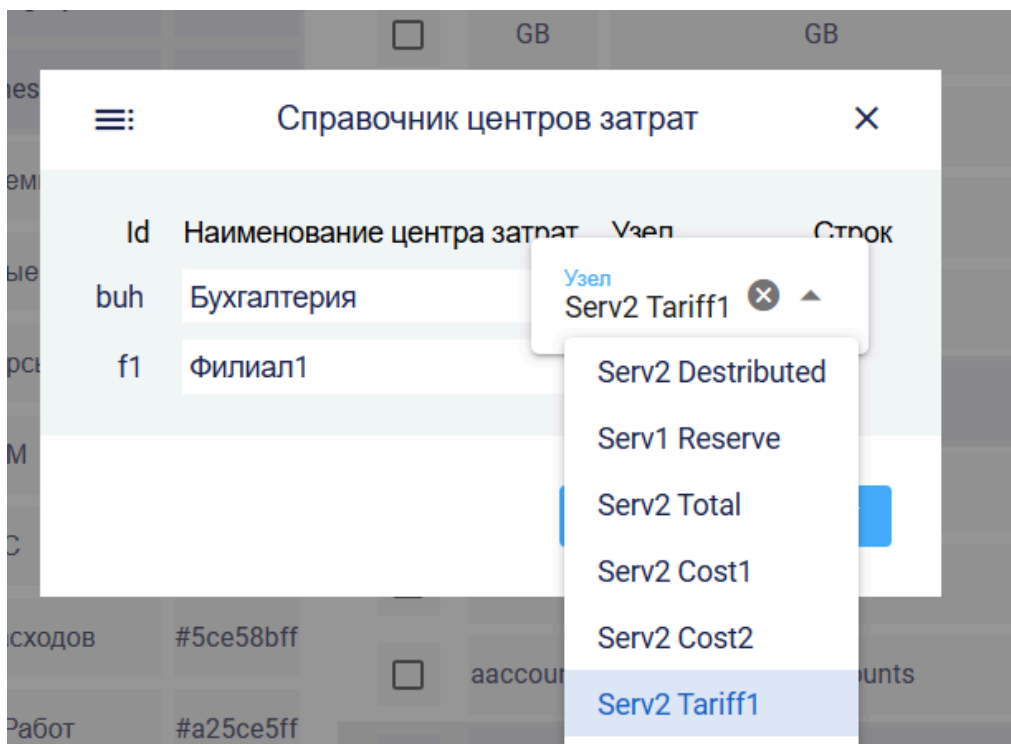 GB GB
Справочник центров затрат
Id Наименование центра затрат Узел Строк
Узел
buh Бухгалтерия Serv2 Tariff1
f1 Филиал1
Serv2 Destributed
Serv1 Reserve
Serv2 Total
Serv2 Cost1
Serv2 Cost2
#5ce58bff
Serv2 Tariff1
Работ #a25ce5ff